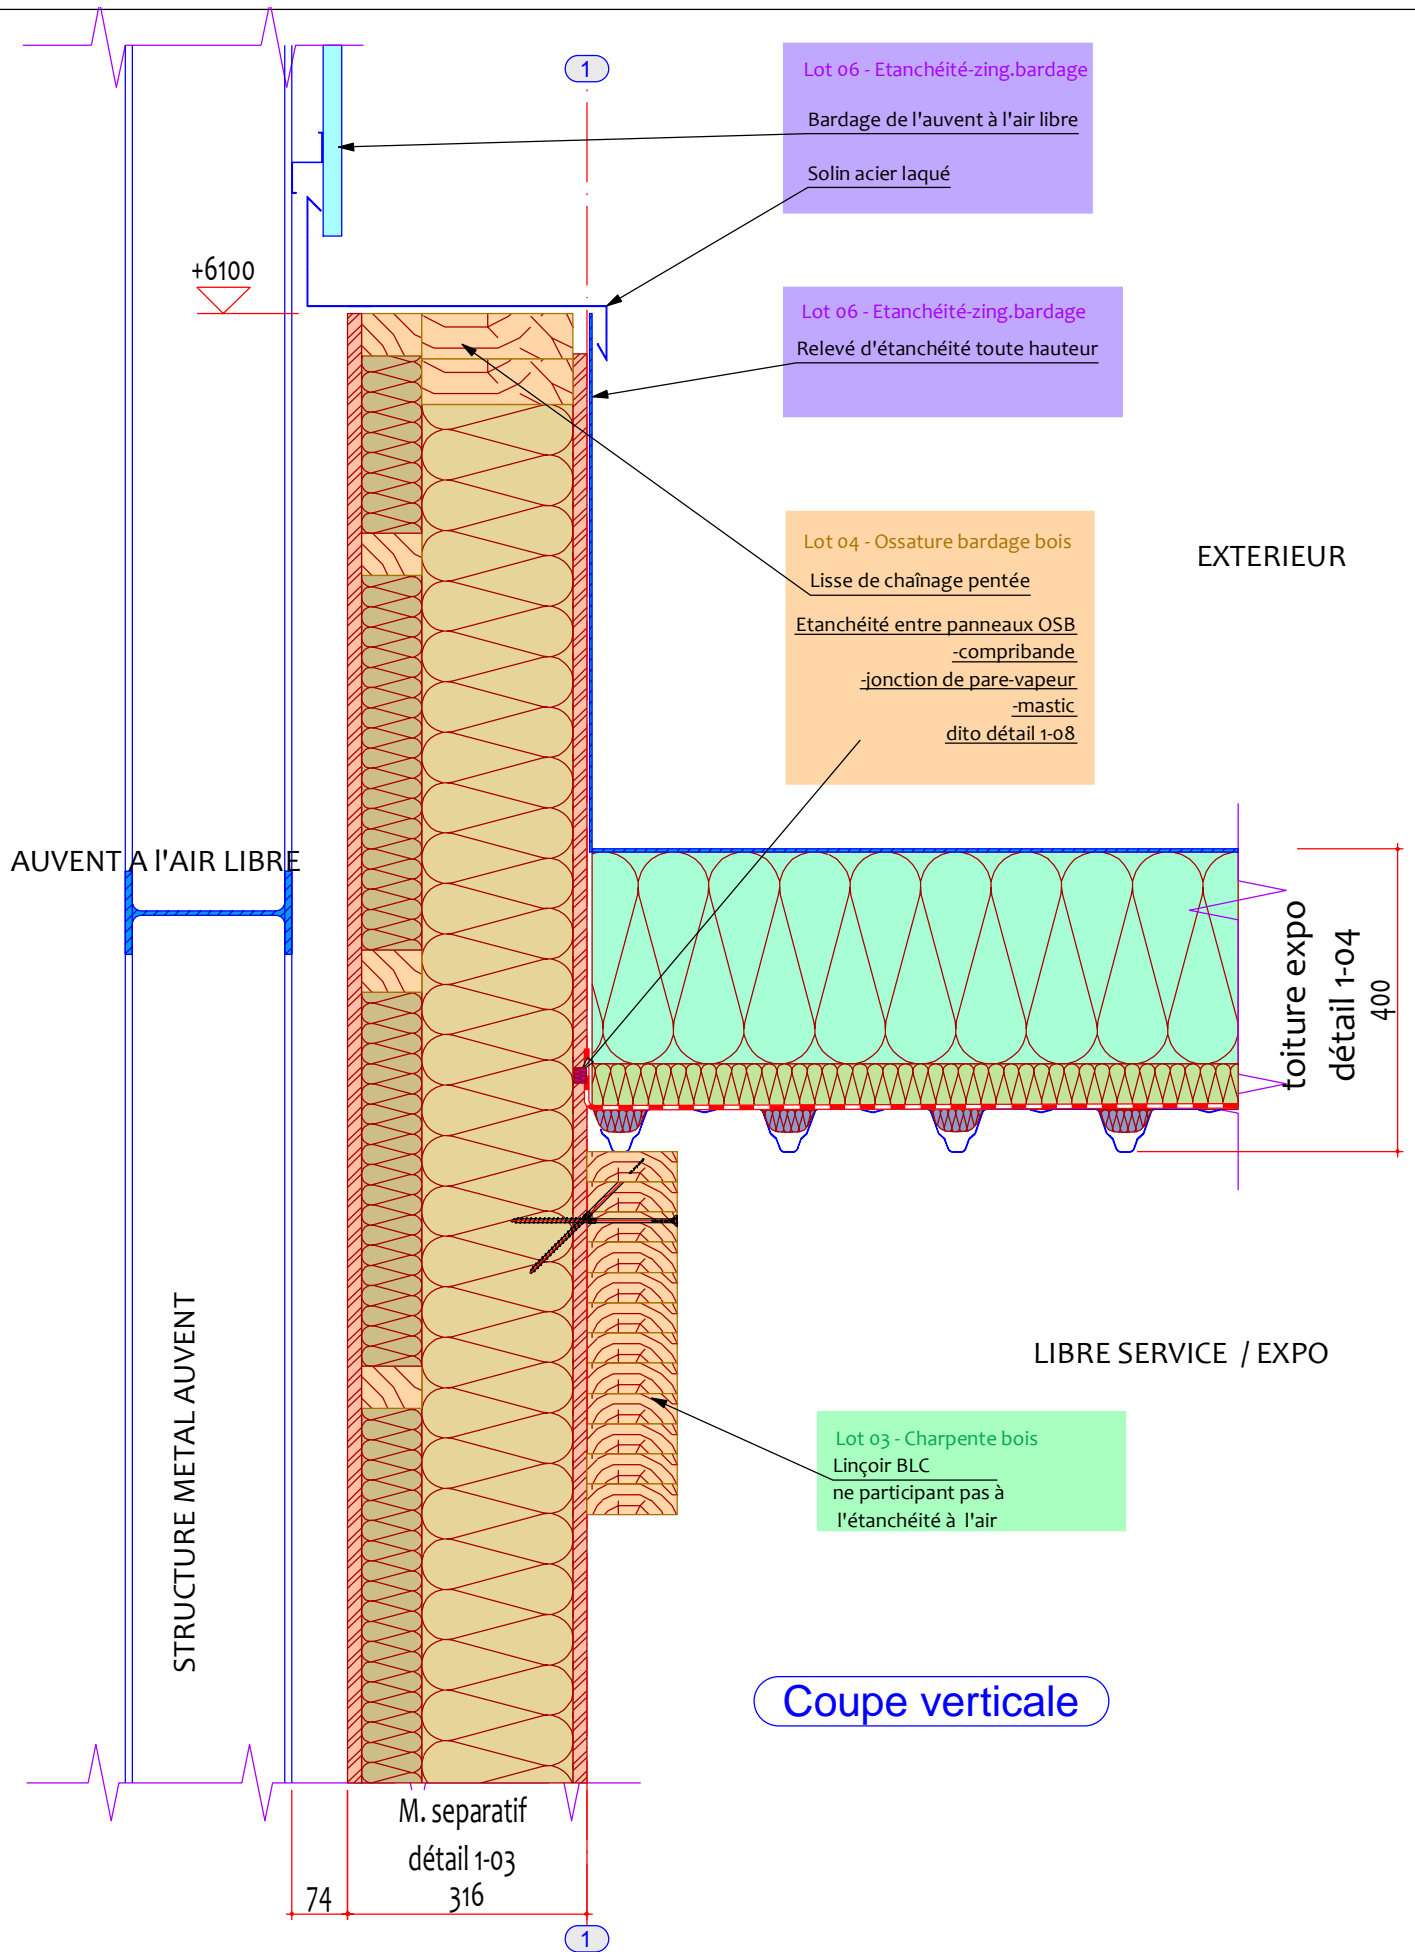 1
Lot 06 - Etanchéité-zing.bardage
Bardage de l'auvent à l'air libre
Solin acier laqué
+6100
Lot 06 - Etanchéité-zing.bardage
Relevé d'étanchéité toute hauteur
Lot 04 - Ossature bardage bois
Lisse de chaînage pentée
Etanchéité entre panneaux OSB
-compribande
-jonction de pare-vapeur
-mastic
dito détail 1-08
EXTERIEUR
AUVENT A l'AIR LIBRE
toiture expo
détail 1-04
400
STRUCTURE METAL AUVENT
LIBRE SERVICE / EXPO
Lot 03 - Charpente bois
Linçoir BLC
ne participant pas à
l'étanchéité à l'air
Coupe verticale
M. separatif
détail 1-03
74
316
1